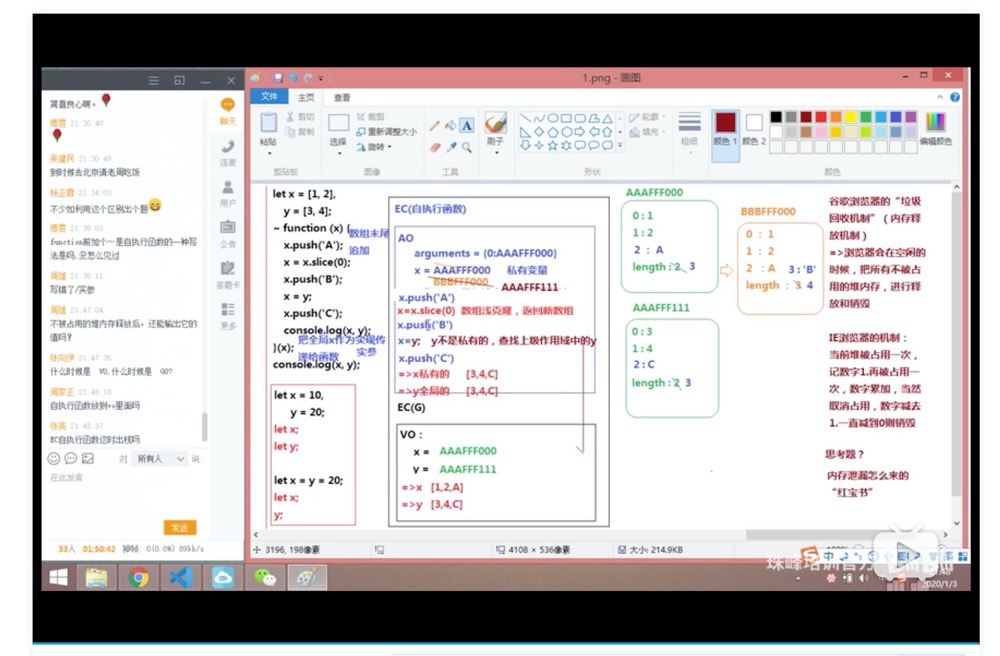 简直良心啊。
傅雲 21:30:40
吴建民 21:30:49
到时候去北京请老周吃饭
杨正霖 21:34:03
不少如利用这个区别出个题
傅雲
function前加个~是自执行函数的一种写法是吗.没怎么见过
周雄 21:35:11
写错了/实参
周雄 21:47:04
不被占用的堆内存释放后，还能输出它的值吗？
21:47:35
什么时候是 VO,什么时候是 GO?
周家正 21:48:18
自执行函数放到vo里面吗
张高 21:48:37
EC自执行函数这时出栈吗
对 所有人 说:
在此发言
发送
33人 01:50:42 掉帧: 0(0.0%) 89kb/s
聊天
连麦
用户
公告
答题卡
更多
1.png - 画图
文件 主页 查看
粘贴
剪切
复制
剪贴板
选择
裁剪
重新调整大小
旋转
图像
工具
刷子
轮廓
填充
形状
粗细
颜色 1
颜色 2
编辑颜色
颜色
let x = [1, 2],
y = [3, 4];
~ function (x) {
x.push('A');
x = x.slice(0);
x.push('B');
x = y;
x.push('C');
console.log(x, y);
}(x);
console.log(x, y);
数组末尾追加
把全局x作为实现传递给函数
实参
let x = 10,
y = 20;
let x;
let y;
let x = y = 20;
let x;
y;
EC(自执行函数)
AO
arguments = (0:AAAFFF000)
x = AAAFFF000 私有变量
BBBFFF000
AAAFFF111
x.push('A')
x=x.slice(0) 数组浅克隆，返回新数组
x.push('B')
x=y; y不是私有的，查找上级作用域中的y
x.push('C')
=>x私有的 [3,4,C]
=>y全局的 [3,4,C]
EC(G)
VO：
x = AAAFFF000
y = AAAFFF111
=>x [1,2,A]
=>y [3,4,C]
AAAFFF000
0 : 1
1 : 2
2 : A
length : 2 3
BBBFFF000
0 : 1
1 : 2
2 : A 3 : 'B'
length : 3 4
AAAFFF111
0 : 3
1 : 4
2 : C
length : 2 3
谷歌浏览器的“垃圾
回收机制”（内存释
放机制）
=>浏览器会在空闲的
时候，把所有不被占
用的堆内存，进行释
放和销毁
IE浏览器的机制：
当前堆被占用一次，
记数字1.再被占用一
次，数字累加，当然
取消占用，数字减去
1.一直减到0则销毁
思考题？
内存泄漏怎么来的
“红宝书”
3196, 198像素
4108 × 536像素
大小: 214.9KB
珠峰培训官方
2020/1/3